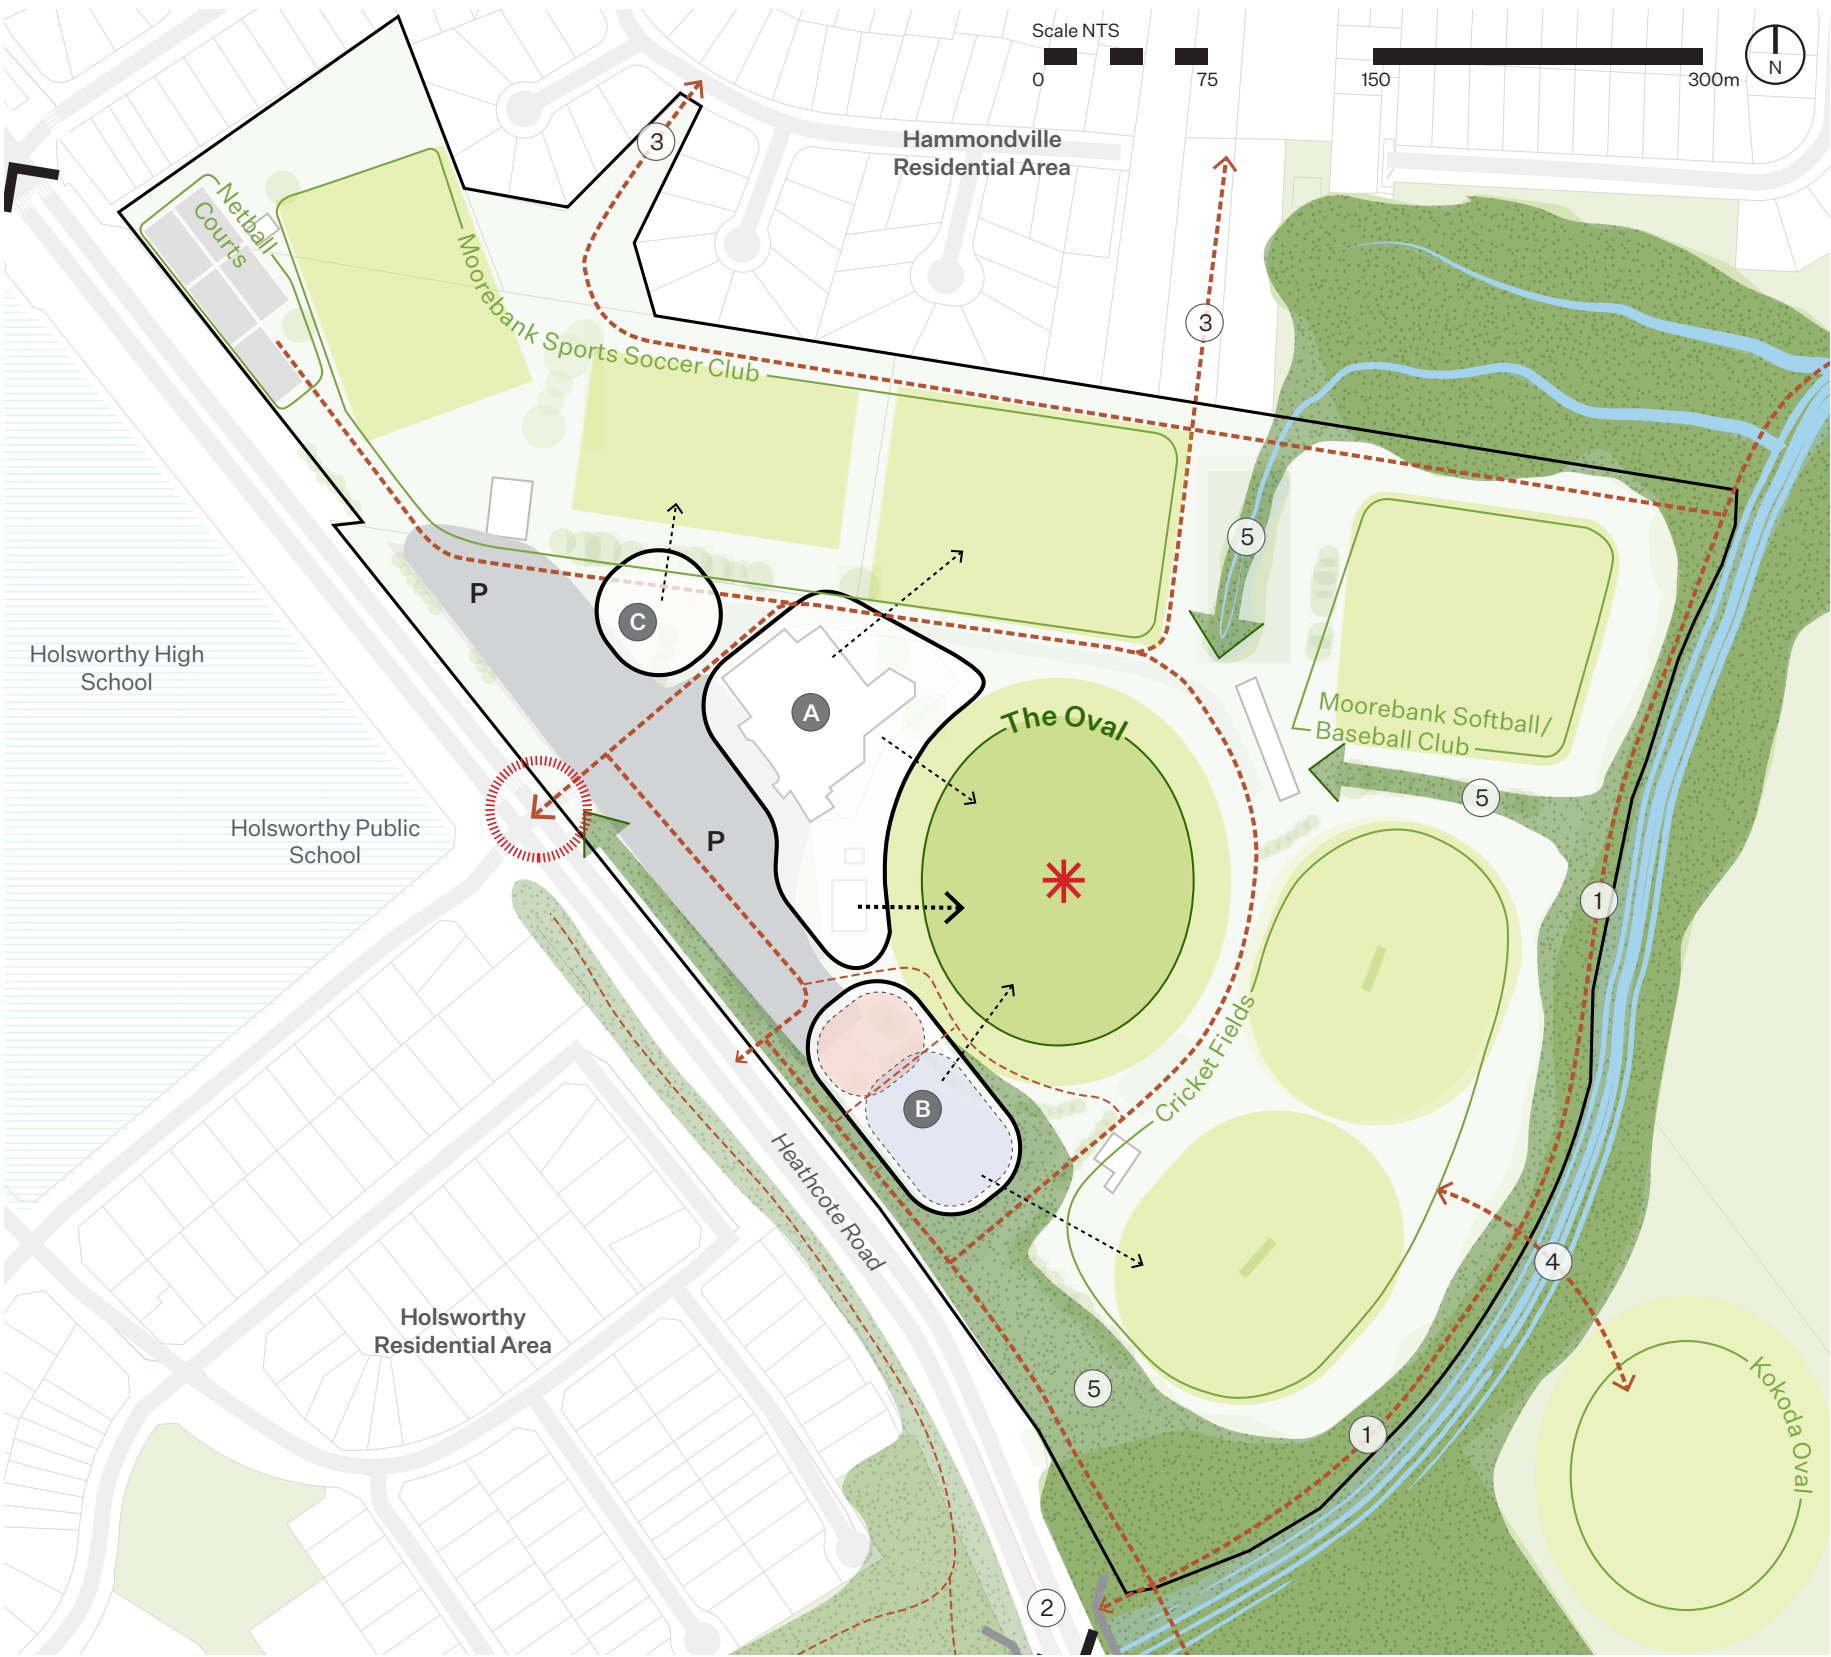 Scale NTS
0
75
150
300m
N
3
Hammondville
Residential Area
Netball
Courts
Moorebank Sports Soccer Club
3
5
P
C
Holsworthy High
School
A
The Oval
Moorebank Softball/
Baseball Club
5
Holsworthy Public
School
P
1
B
Cricket Fields
Heathcote Road
4
Holsworthy
Residential Area
5
1
Kokoda Oval
2